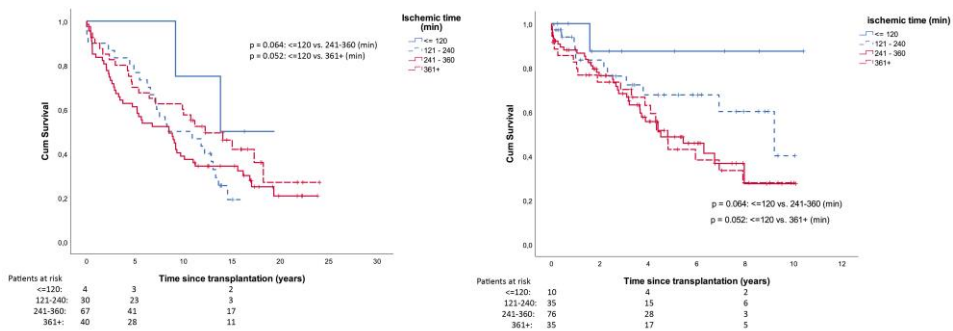 Ischemic time
(min)
<= 120
121 - 240
241 - 360
361+
p = 0.064: <=120 vs. 241-360 (min)
p = 0.052: <=120 vs. 361+ (min)
1,0
0,8
0,6
0,4
0,2
0,0
Cum Survival
0 5 10 15 20 25 30
Time since transplantation (years)
Patients at risk
<=120: 4 3 2
121-240: 30 23 3
241-360: 67 41 17
361+: 40 28 11
ischemic time
(min)
<= 120
121 - 240
241 - 360
361+
1,0
0,8
0,6
0,4
0,2
0,0
Cum Survival
p = 0.064: <=120 vs. 241-360 (min)
p = 0.052: <=120 vs. 361+ (min)
0 2 4 6 8 10 12
Time since transplantation (years)
Patients at risk
<=120: 10 4 2
121-240: 35 15 6
241-360: 76 28 3
361+: 35 17 5